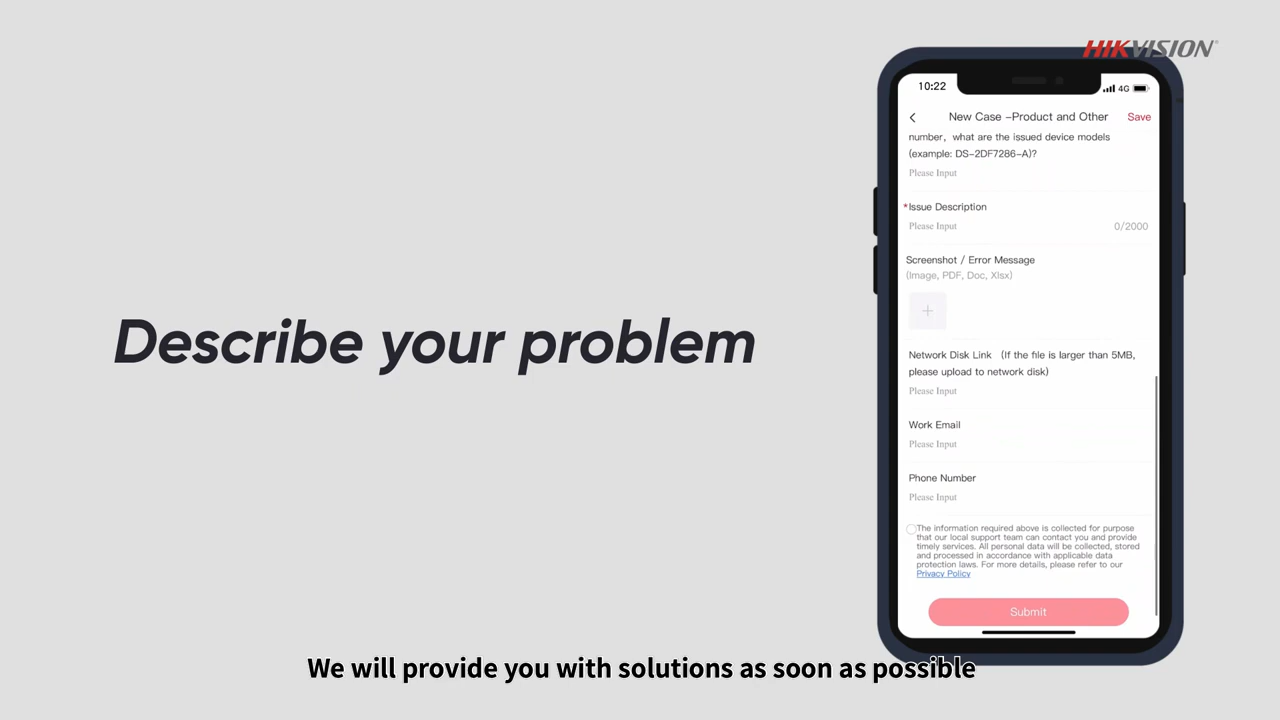 HIKVISION®
Describe your problem
10:22
4G
New Case -Product and Other
Save
number, what are the issued device models
(example: DS-2DF7286-A)?
Please Input
*Issue Description
Please Input
0/2000
Screenshot / Error Message
(Image, PDF, Doc, Xlsx)
+
Network Disk Link (If the file is larger than 5MB,
please upload to network disk)
Please Input
Work Email
Please Input
Phone Number
Please Input
The information required above is collected for purpose
that our local support team can contact you and provide
timely services. All personal data will be collected, stored
and processed in accordance with applicable data
protection laws. For more details, please refer to our
Privacy Policy
Submit
We will provide you with solutions as soon as possible